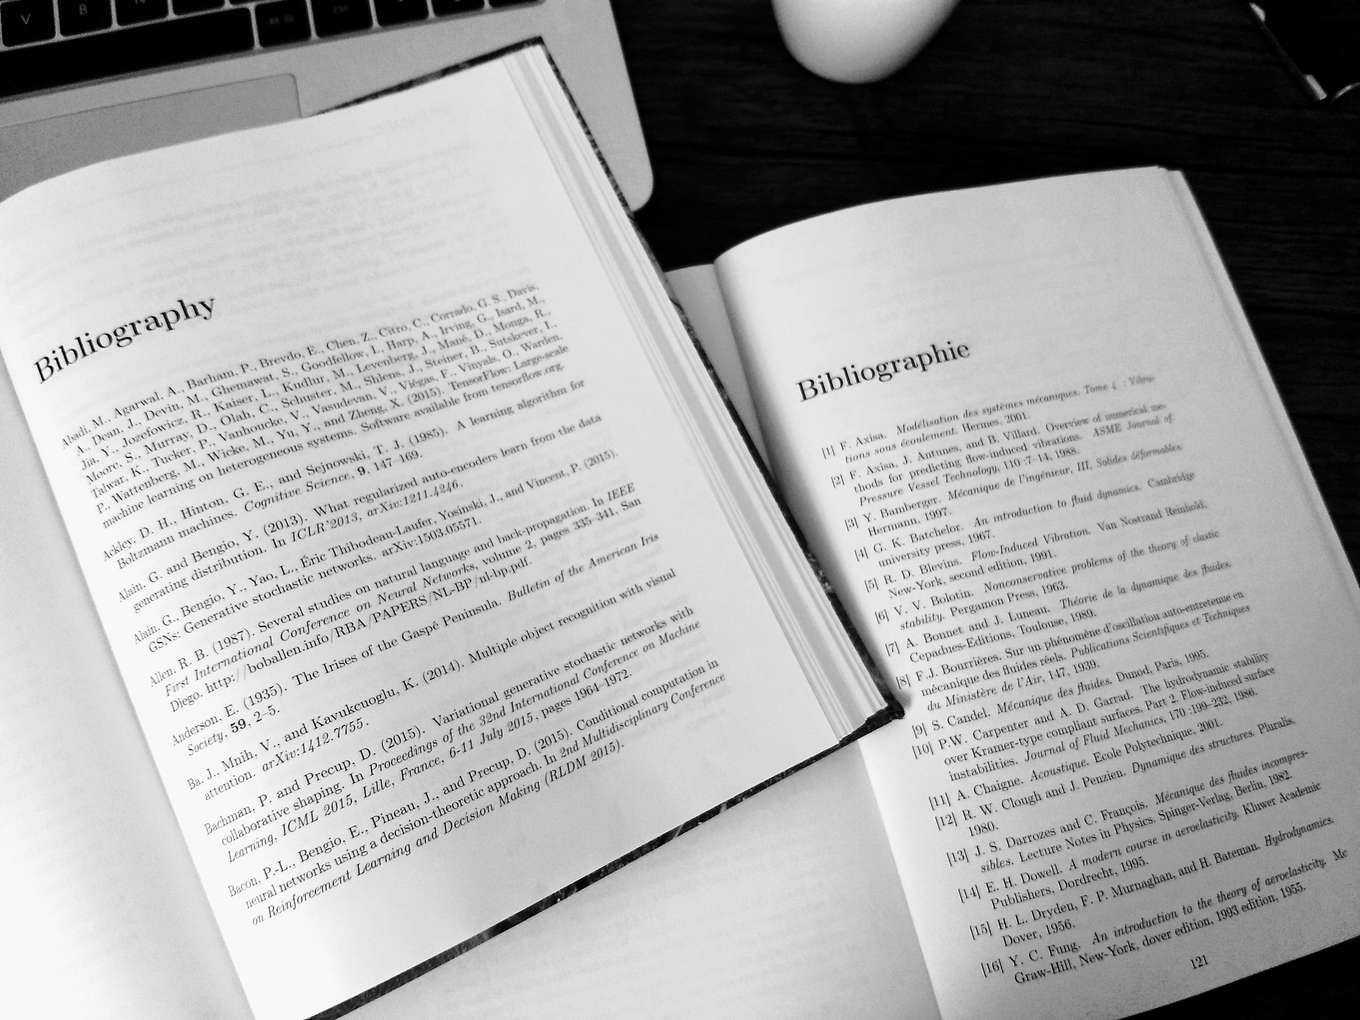 V
B
N
Bibliography
Abadi, M., Agarwal, A., Barham, P., Brevdo, E., Chen, Z., Citro, C., Corrado, G. S., Davis,
A., Dean, J., Devin, M., Ghemawat, S., Goodfellow, I., Harp, A., Irving, G., Isard, M.,
Jia, Y., Jozefowicz, R., Kaiser, L., Kudlur, M., Levenberg, J., Mané, D., Monga, R.,
Moore, S., Murray, D., Olah, C., Schuster, M., Shlens, J., Steiner, B., Sutskever, I.,
Talwar, K., Tucker, P., Vanhoucke, V., Vasudevan, V., Viégas, F., Vinyals, O., Warden,
P., Wattenberg, M., Wicke, M., Yu, Y., and Zheng, X. (2015). TensorFlow: Large-scale
machine learning on heterogeneous systems. Software available from tensorflow.org.
Ackley, D. H., Hinton, G. E., and Sejnowski, T. J. (1985). A learning algorithm for
Boltzmann machines. Cognitive Science, 9, 147–169.
Alain, G. and Bengio, Y. (2013). What regularized auto-encoders learn from the data
generating distribution. In ICLR'2013, arXiv:1211.4246.
Alain, G., Bengio, Y., Yao, L., Éric Thibodeau-Laufer, Yosinski, J., and Vincent, P. (2015).
GSNs: Generative stochastic networks. arXiv:1503.05571.
Allen, R. B. (1987). Several studies on natural language and back-propagation. In IEEE
First International Conference on Neural Networks, volume 2, pages 335–341, San
Diego. http://boballen.info/RBA/PAPERS/NL-BP/nl-bp.pdf.
Anderson, E. (1935). The Irises of the Gaspé Peninsula. Bulletin of the American Iris
Society, 59, 2–5.
Ba, J., Mnih, V., and Kavukcuoglu, K. (2014). Multiple object recognition with visual
attention. arXiv:1412.7755.
Bachman, P. and Precup, D. (2015). Variational generative stochastic networks with
collaborative shaping. In Proceedings of the 32nd International Conference on Machine
Learning, ICML 2015, Lille, France, 6-11 July 2015, pages 1964–1972.
Bacon, P.-L., Bengio, E., Pineau, J., and Precup, D. (2015). Conditional computation in
neural networks using a decision-theoretic approach. In 2nd Multidisciplinary Conference
on Reinforcement Learning and Decision Making (RLDM 2015).
Bibliographie
[1] F. Axisa. Modélisation des systèmes mécaniques. Tome 4 : Vibra-
tions sous écoulement. Hermes, 2001.
[2] F. Axisa, J. Antunes, and B. Villard. Overview of numerical me-
thods for predicting flow-induced vibrations. ASME Journal of
Pressure Vessel Technology, 110 :7–14, 1988.
[3] Y. Bamberger. Mécanique de l'ingénieur, III, Solides déformables.
Hermann, 1997.
[4] G. K. Batchelor. An introduction to fluid dynamics. Cambridge
university press, 1967.
[5] R. D. Blevins. Flow-Induced Vibration. Van Nostrand Reinhold,
New-York, second edition, 1991.
[6] V. V. Bolotin. Nonconservative problems of the theory of elastic
stability. Pergamon Press, 1963.
[7] A. Bonnet and J. Luneau. Théorie de la dynamique des fluides.
Cepadues-Editions, Toulouse, 1989.
[8] F.J. Bourrières. Sur un phénomène d'oscillation auto-entretenue en
mécanique des fluides réels. Publications Scientifiques et Techniques
du Ministère de l'Air, 147, 1939.
[9] S. Candel. Mécanique des fluides. Dunod, Paris, 1995.
[10] P.W. Carpenter and A. D. Garrad. The hydrodynamic stability
over Kramer-type compliant surfaces. Part 2. Flow-induced surface
instabilities. Journal of Fluid Mechanics, 170 :199–232, 1986.
[11] A. Chaigne. Acoustique. Ecole Polytechnique, 2001.
[12] R. W. Clough and J. Penzien. Dynamique des structures. Pluralis,
1980.
[13] J. S. Darrozes and C. François. Mécanique des fluides incompres-
sibles. Lecture Notes in Physics. Spinger-Verlag, Berlin, 1982.
[14] E. H. Dowell. A modern course in aeroelasticity. Kluwer Academic
Publishers, Dordrecht, 1995.
[15] H. L. Dryden, F. P. Murnaghan, and H. Bateman. Hydrodynamics.
Dover, 1956.
[16] Y. C. Fung. An introduction to the theory of aeroelasticity. Mc
Graw-Hill, New-York, dover edition, 1993 edition, 1955.
121